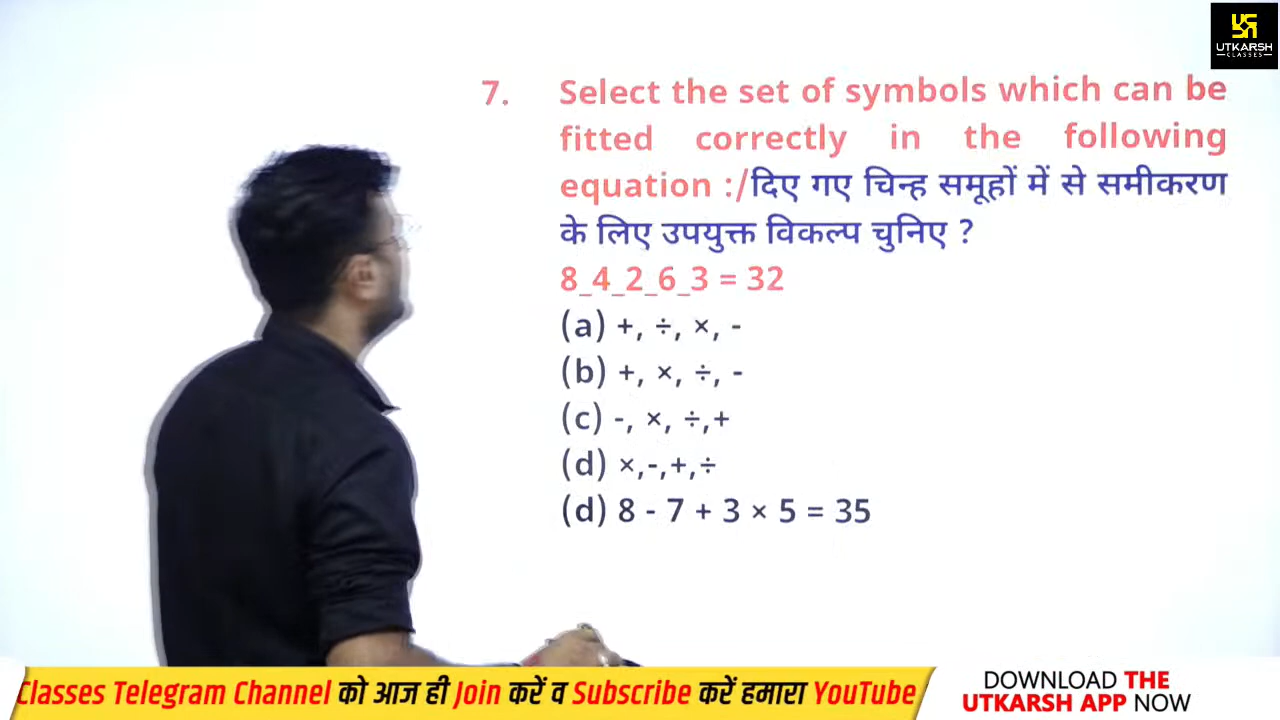 UTKARSH
CLASSES
7. Select the set of symbols which can be
fitted correctly in the following
equation :/दिए गए चिन्ह समूहों में से समीकरण
के लिए उपयुक्त विकल्प चुनिए ?
8_4_2_6_3 = 32
(a) +, ÷, ×, -
(b) +, ×, ÷, -
(c) -, ×, ÷,+
(d) ×,-,+,÷
(d) 8 - 7 + 3 × 5 = 35
Classes Telegram Channel को आज ही Join करें व Subscribe करें हमारा YouTube
DOWNLOAD THE
UTKARSH APP NOW